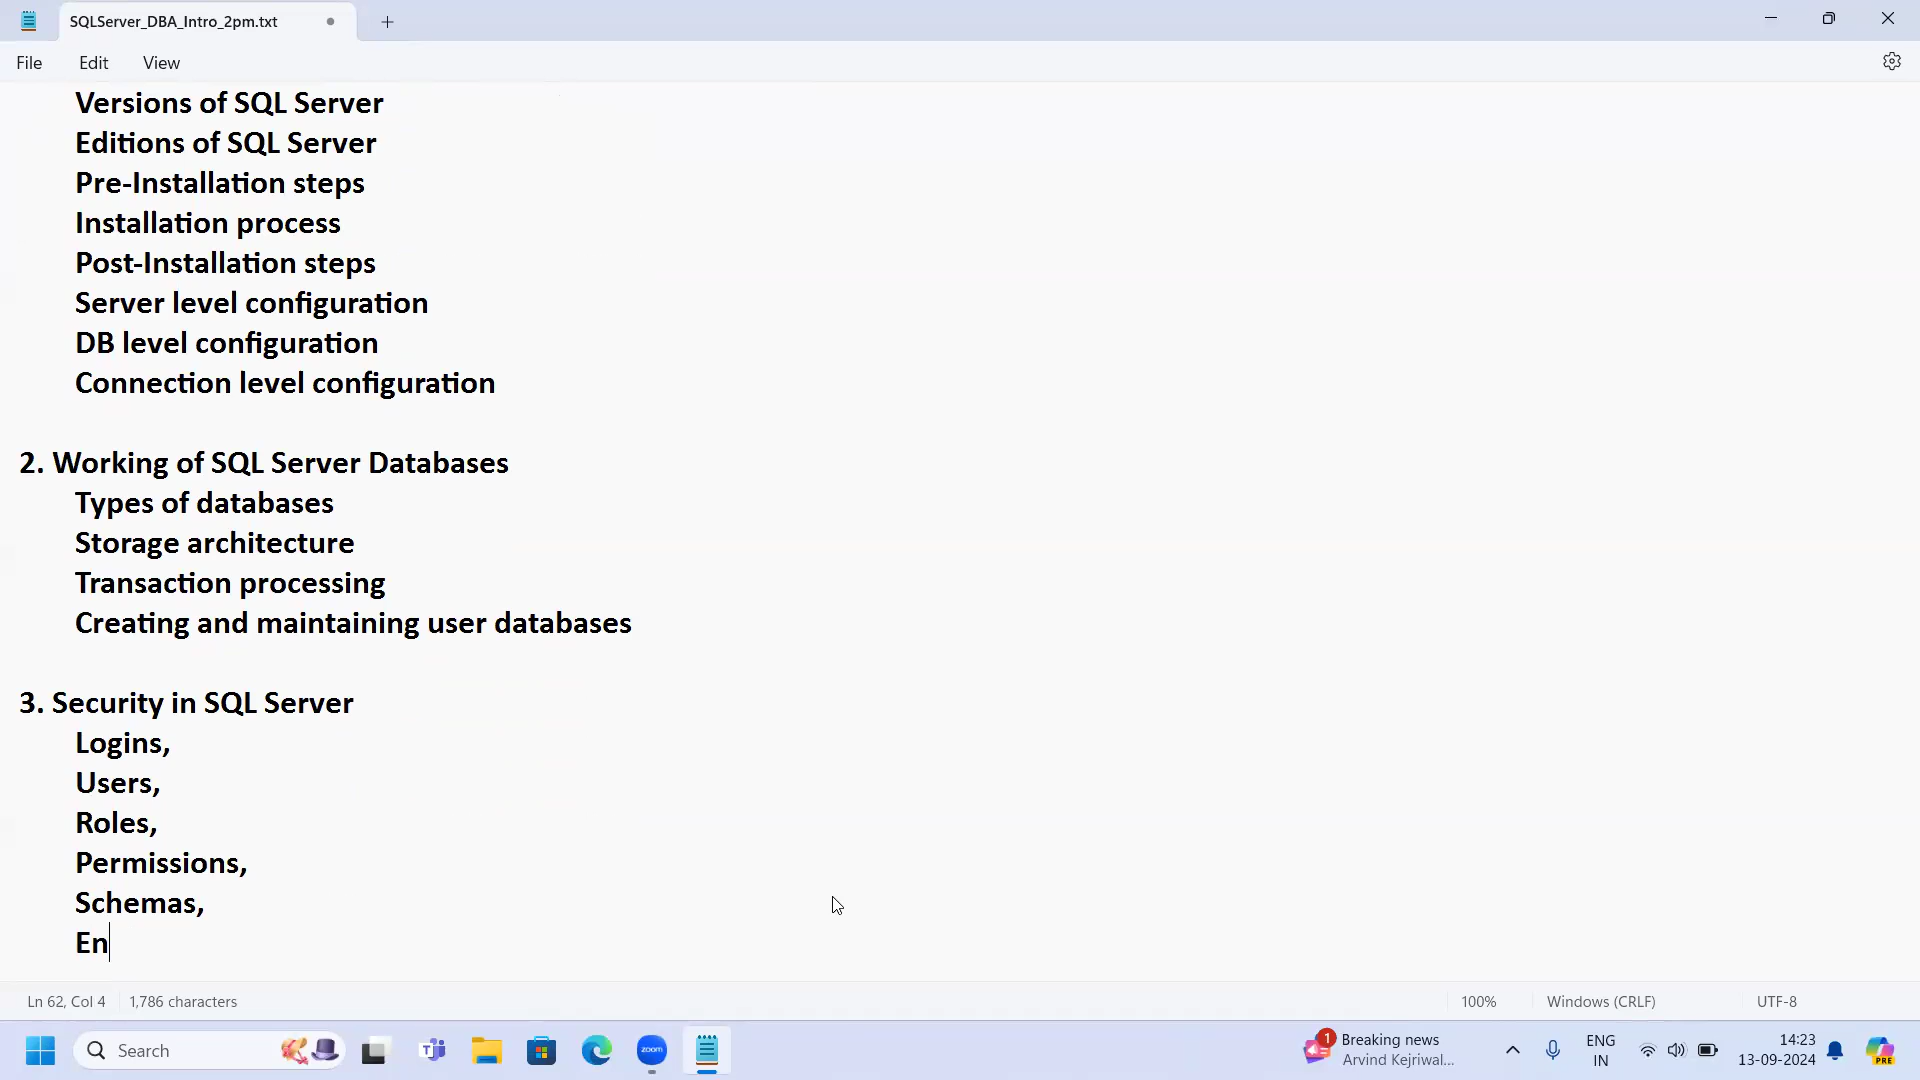 SQLServer_DBA_Intro_2pm.txt
File Edit View
Versions of SQL Server
Editions of SQL Server
Pre-Installation steps
Installation process
Post-Installation steps
Server level configuration
DB level configuration
Connection level configuration
2. Working of SQL Server Databases
Types of databases
Storage architecture
Transaction processing
Creating and maintaining user databases
3. Security in SQL Server
Logins,
Users,
Roles,
Permissions,
Schemas,
En
Ln 62, Col 4 1,786 characters 100% Windows (CRLF) UTF-8
Search
zoom
1
Breaking news
Arvind Kejriwal...
ENG
IN
14:23
13-09-2024
PRE